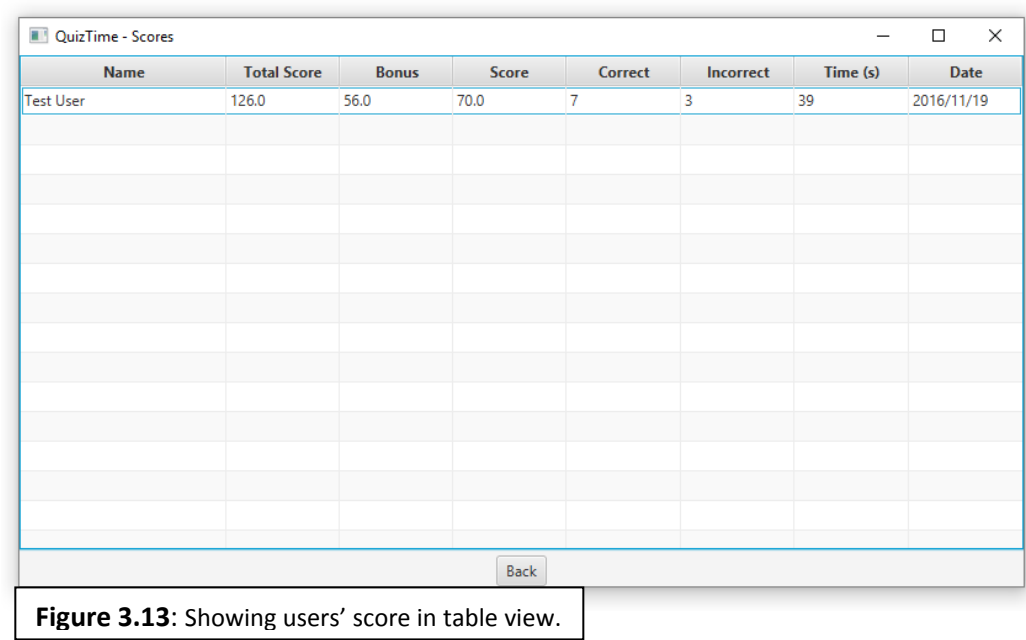 QuizTime - Scores
Name Total Score Bonus Score Correct Incorrect Time (s) Date
Test User 126.0 56.0 70.0 7 3 39 2016/11/19
Back
Figure 3.13: Showing users’ score in table view.